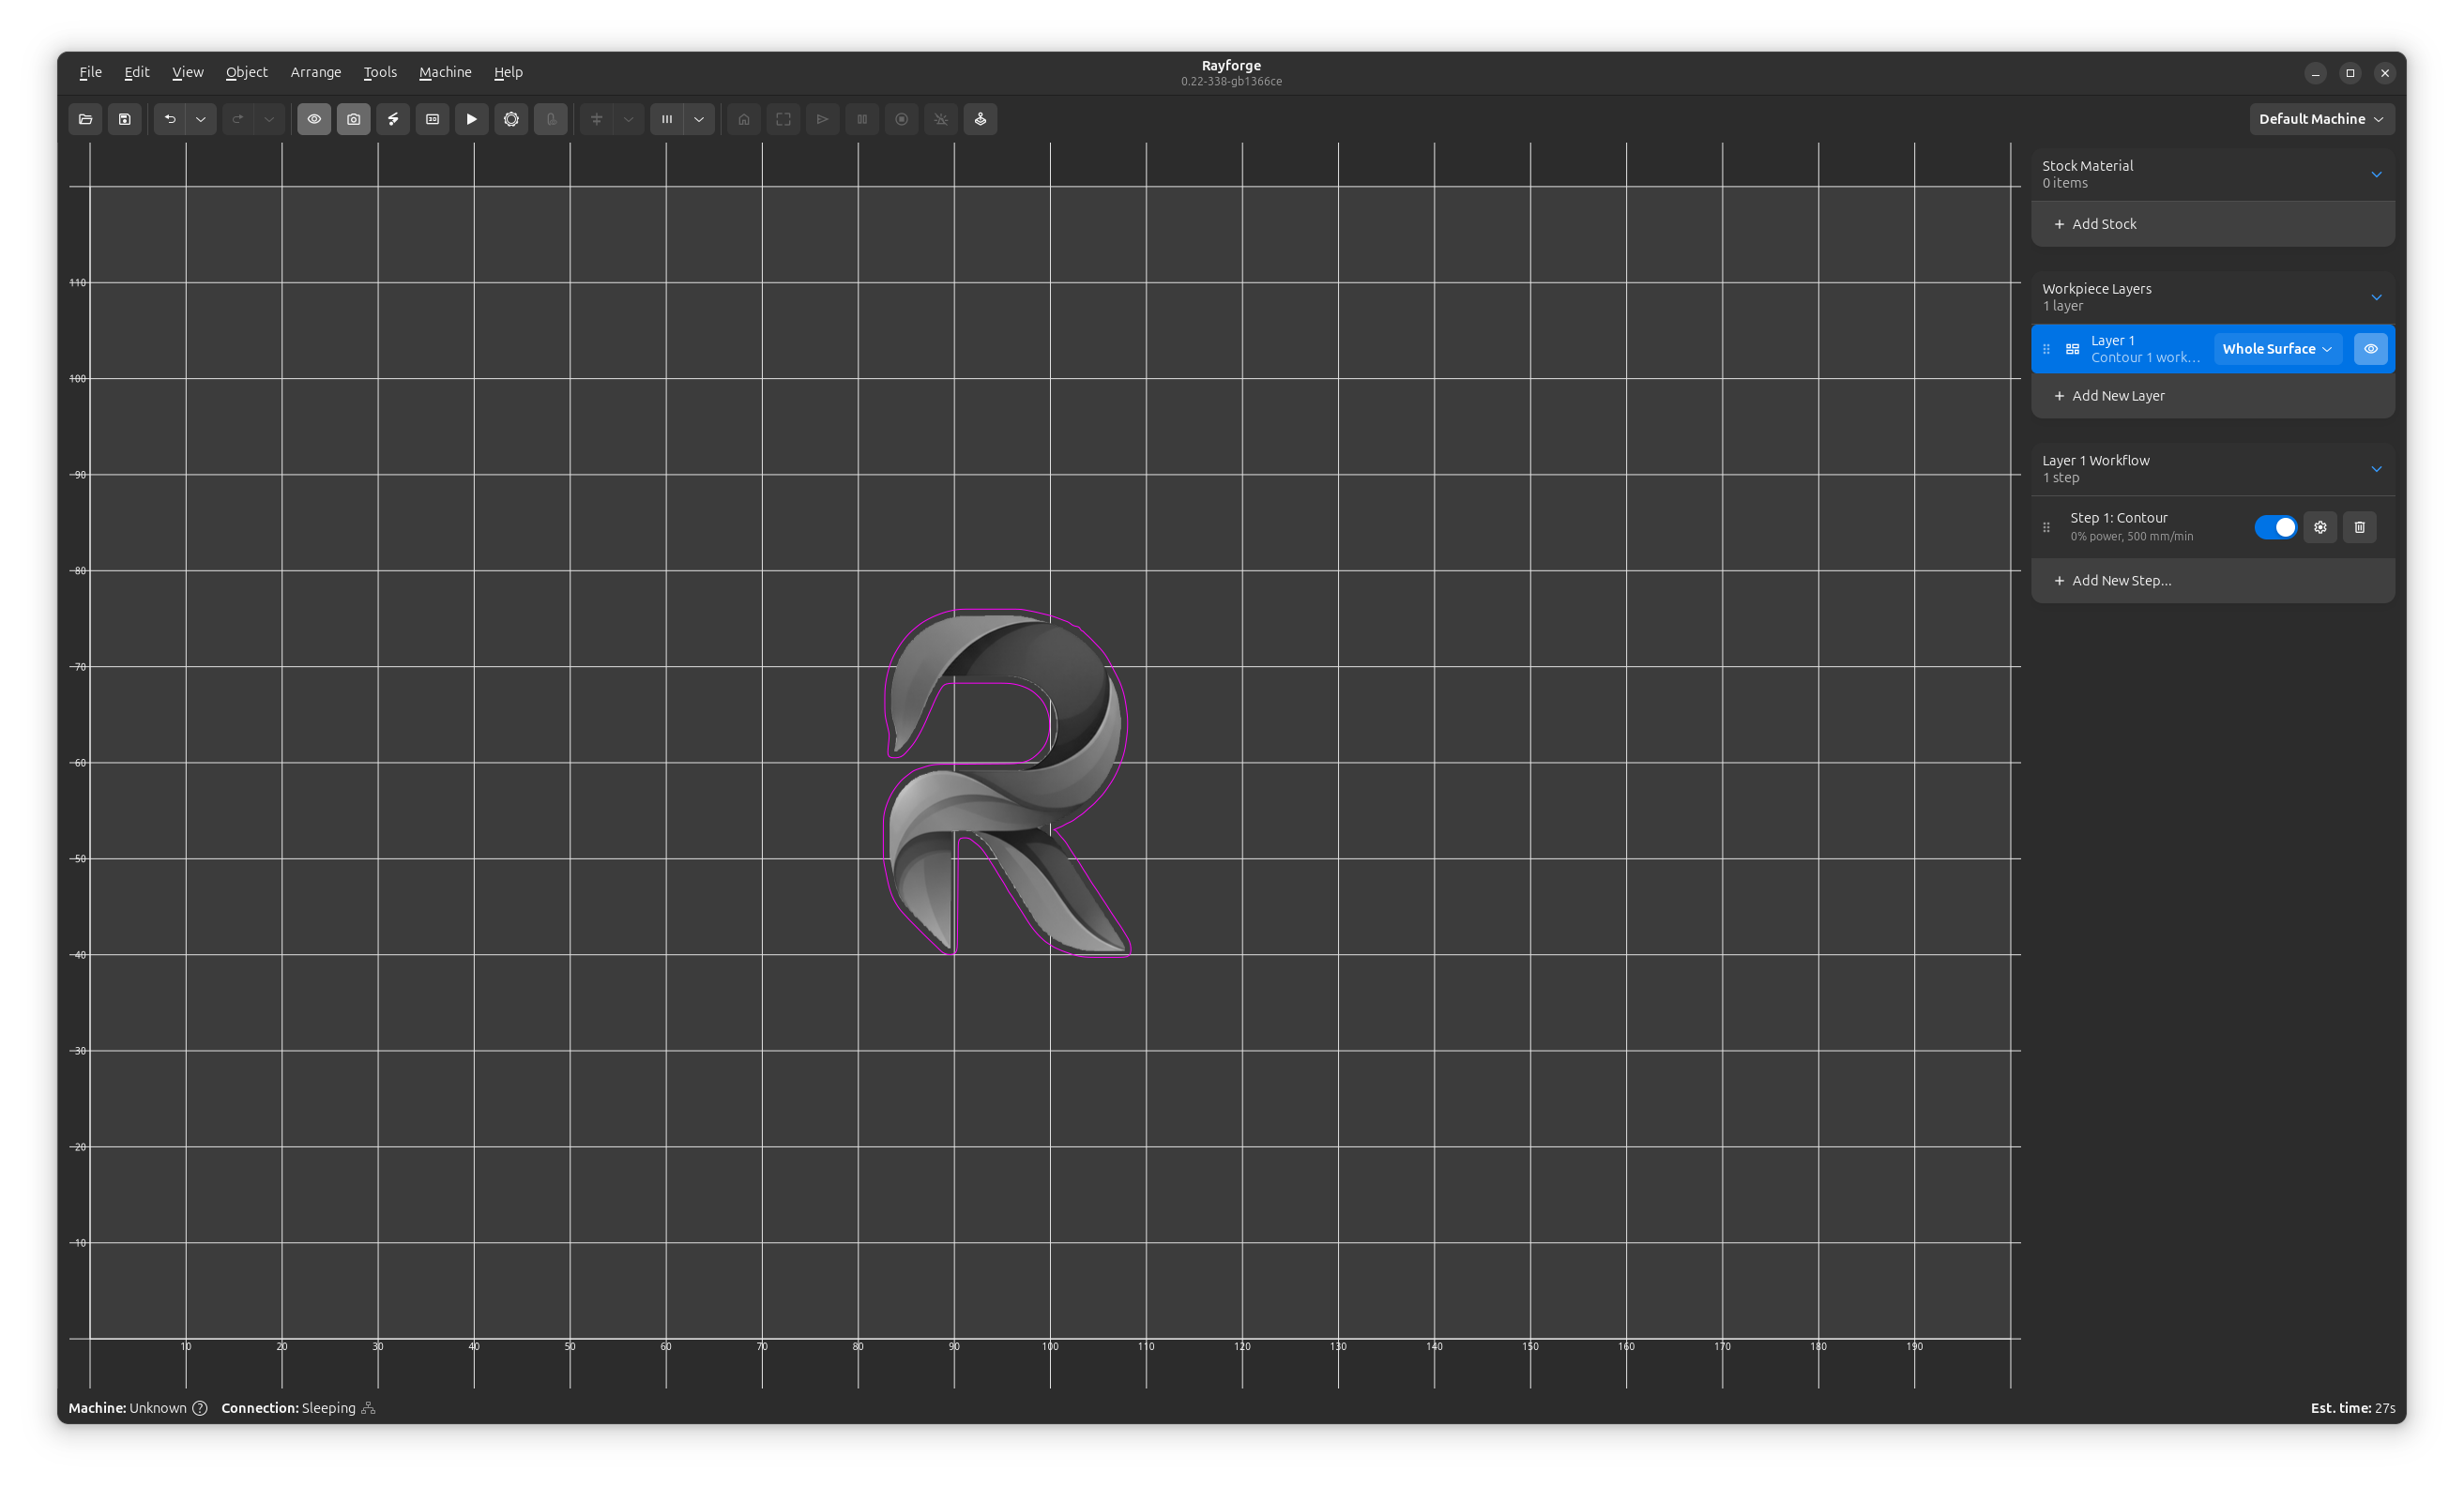 Rayforge
0.22-338-gb1366ce
File Edit View Object Arrange Tools Machine Help
Default Machine
Stock Material
0 items
+ Add Stock
Workpiece Layers
1 layer
Layer 1
Contour 1 work...
Whole Surface
+ Add New Layer
Layer 1 Workflow
1 step
Step 1: Contour
0% power, 500 mm/min
+ Add New Step...
110
100
90
80
70
60
50
40
30
20
10
10 20 30 40 50 60 70 80 90 100 110 120 130 140 150 160 170 180 190
Machine: Unknown ? Connection: Sleeping
Est. time: 27s